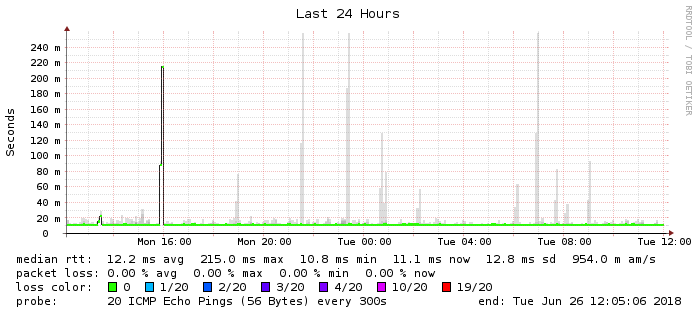 Last 24 Hours
RRDTOOL / TOBI OETIKER
Seconds
240 m
220 m
200 m
180 m
160 m
140 m
120 m
100 m
80 m
60 m
40 m
20 m
0
Mon 16:00 Mon 20:00 Tue 00:00 Tue 04:00 Tue 08:00 Tue 12:00
median rtt: 12.2 ms avg 215.0 ms max 10.8 ms min 11.1 ms now 12.8 ms sd 954.0 m am/s
packet loss: 0.00 % avg 0.00 % max 0.00 % min 0.00 % now
loss color: 0 1/20 2/20 3/20 4/20 10/20 19/20
probe: 20 ICMP Echo Pings (56 Bytes) every 300s end: Tue Jun 26 12:05:06 2018